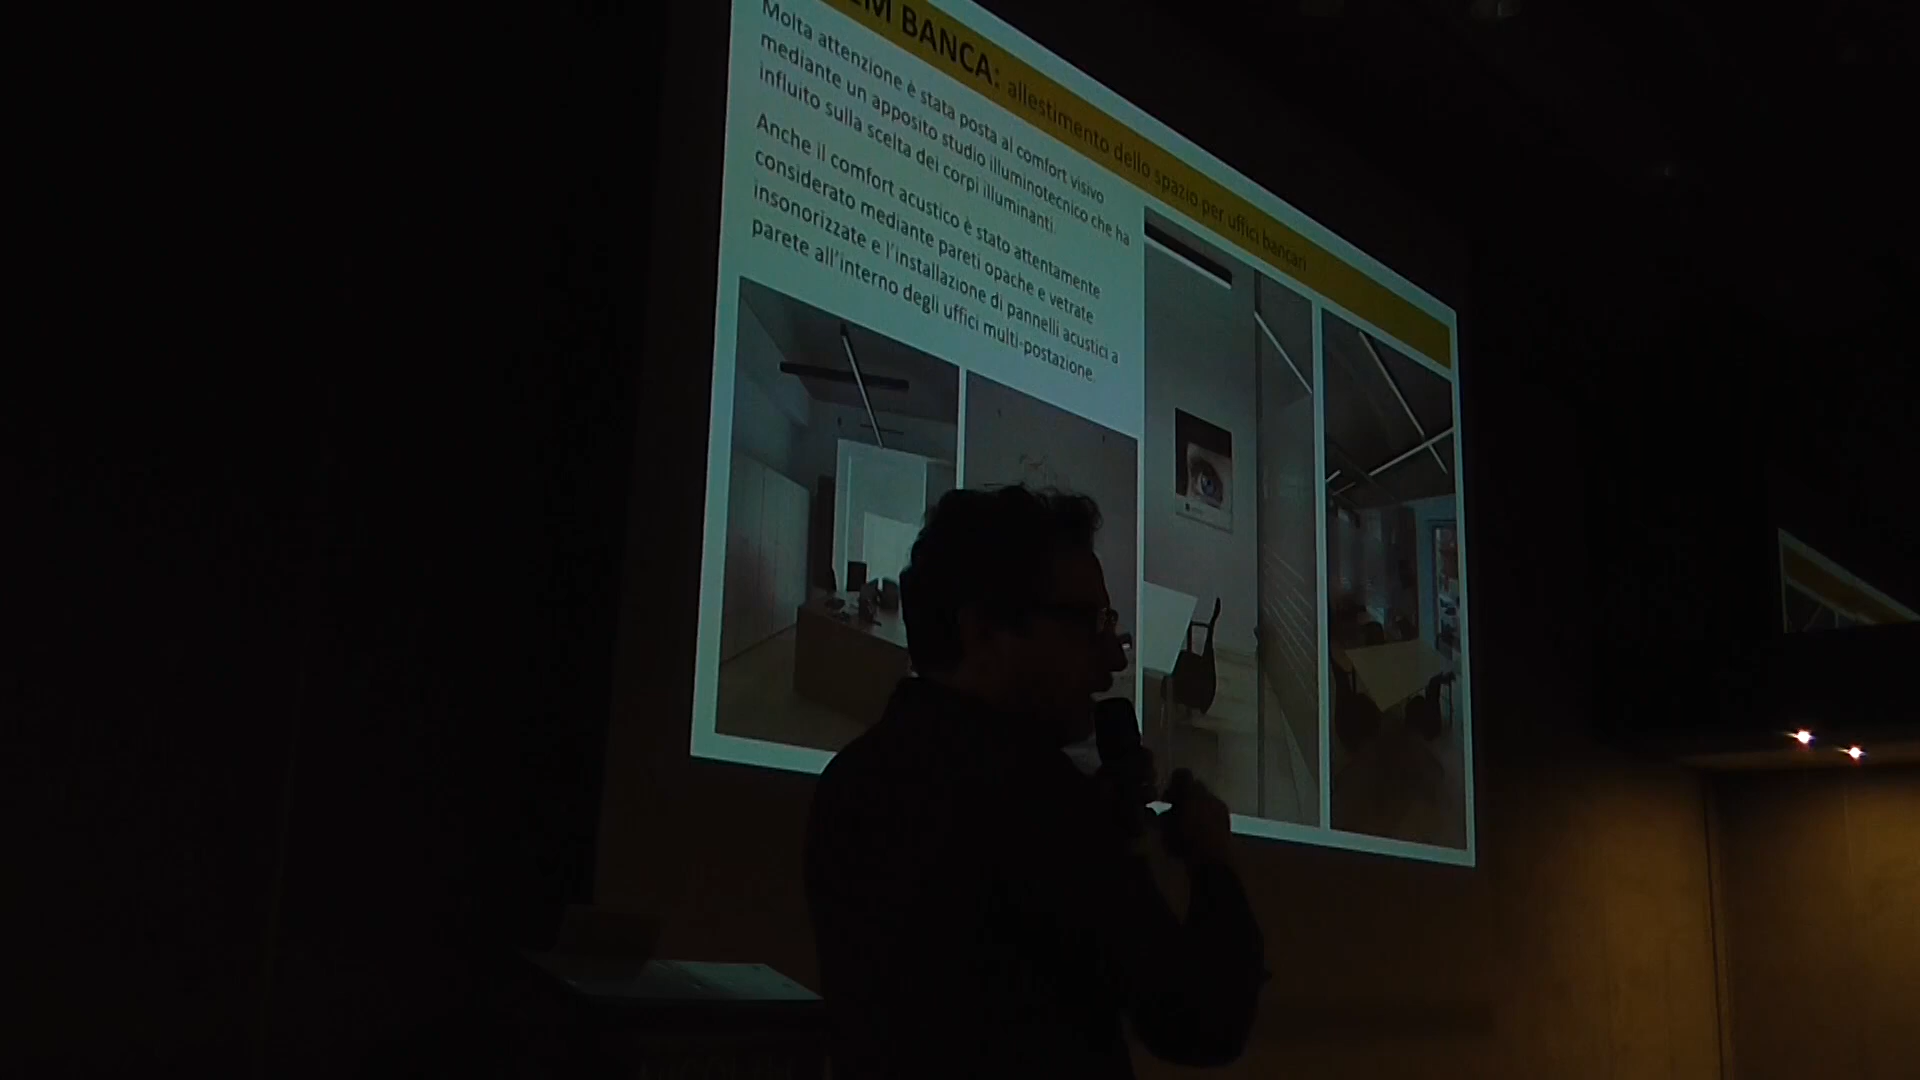 BANCA: allestimento dello spazio per uffici bancari
Molta attenzione è stata posta al comfort visivo
mediante un apposito studio illuminotecnico che ha
influito sulla scelta dei corpi illuminanti.
Anche il comfort acustico è stato attentamente
considerato mediante pareti opache e vetrate
insonorizzate e l'installazione di pannelli acustici a
parete all'interno degli uffici multi-postazione.